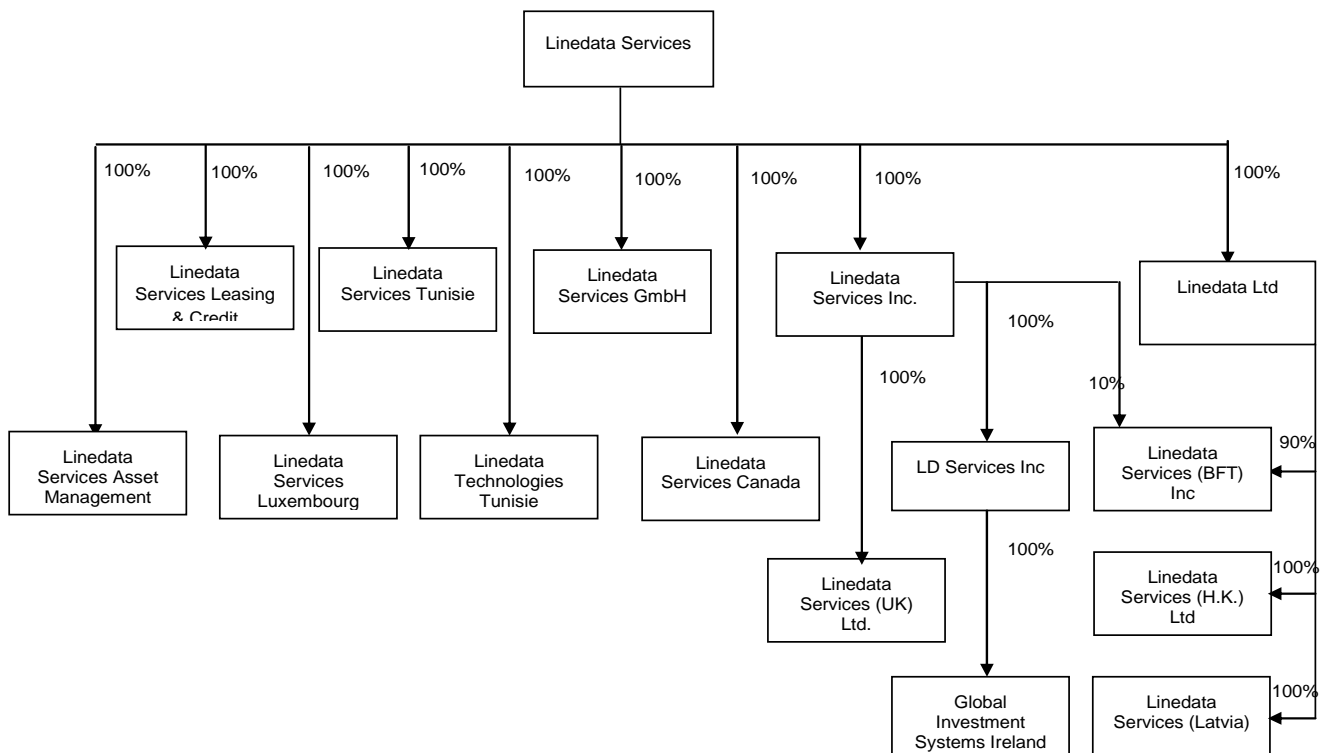 Linedata Services
100%
100%
100%
100%
100%
100%
100%
100%
100%
Linedata
Services Leasing
& Credit
Linedata
Services Tunisie
Linedata
Services GmbH
Linedata
Services Inc.
Linedata Ltd
100%
100%
10%
Linedata
Services Asset
Management
Linedata
Services
Luxembourg
Linedata
Technologies
Tunisie
Linedata
Services Canada
LD Services Inc
Linedata
Services (BFT)
Inc
90%
100%
Linedata
Services (UK)
Ltd.
Linedata
Services (H.K.)
Ltd
100%
Global
Investment
Systems Ireland
Linedata
Services (Latvia)
100%